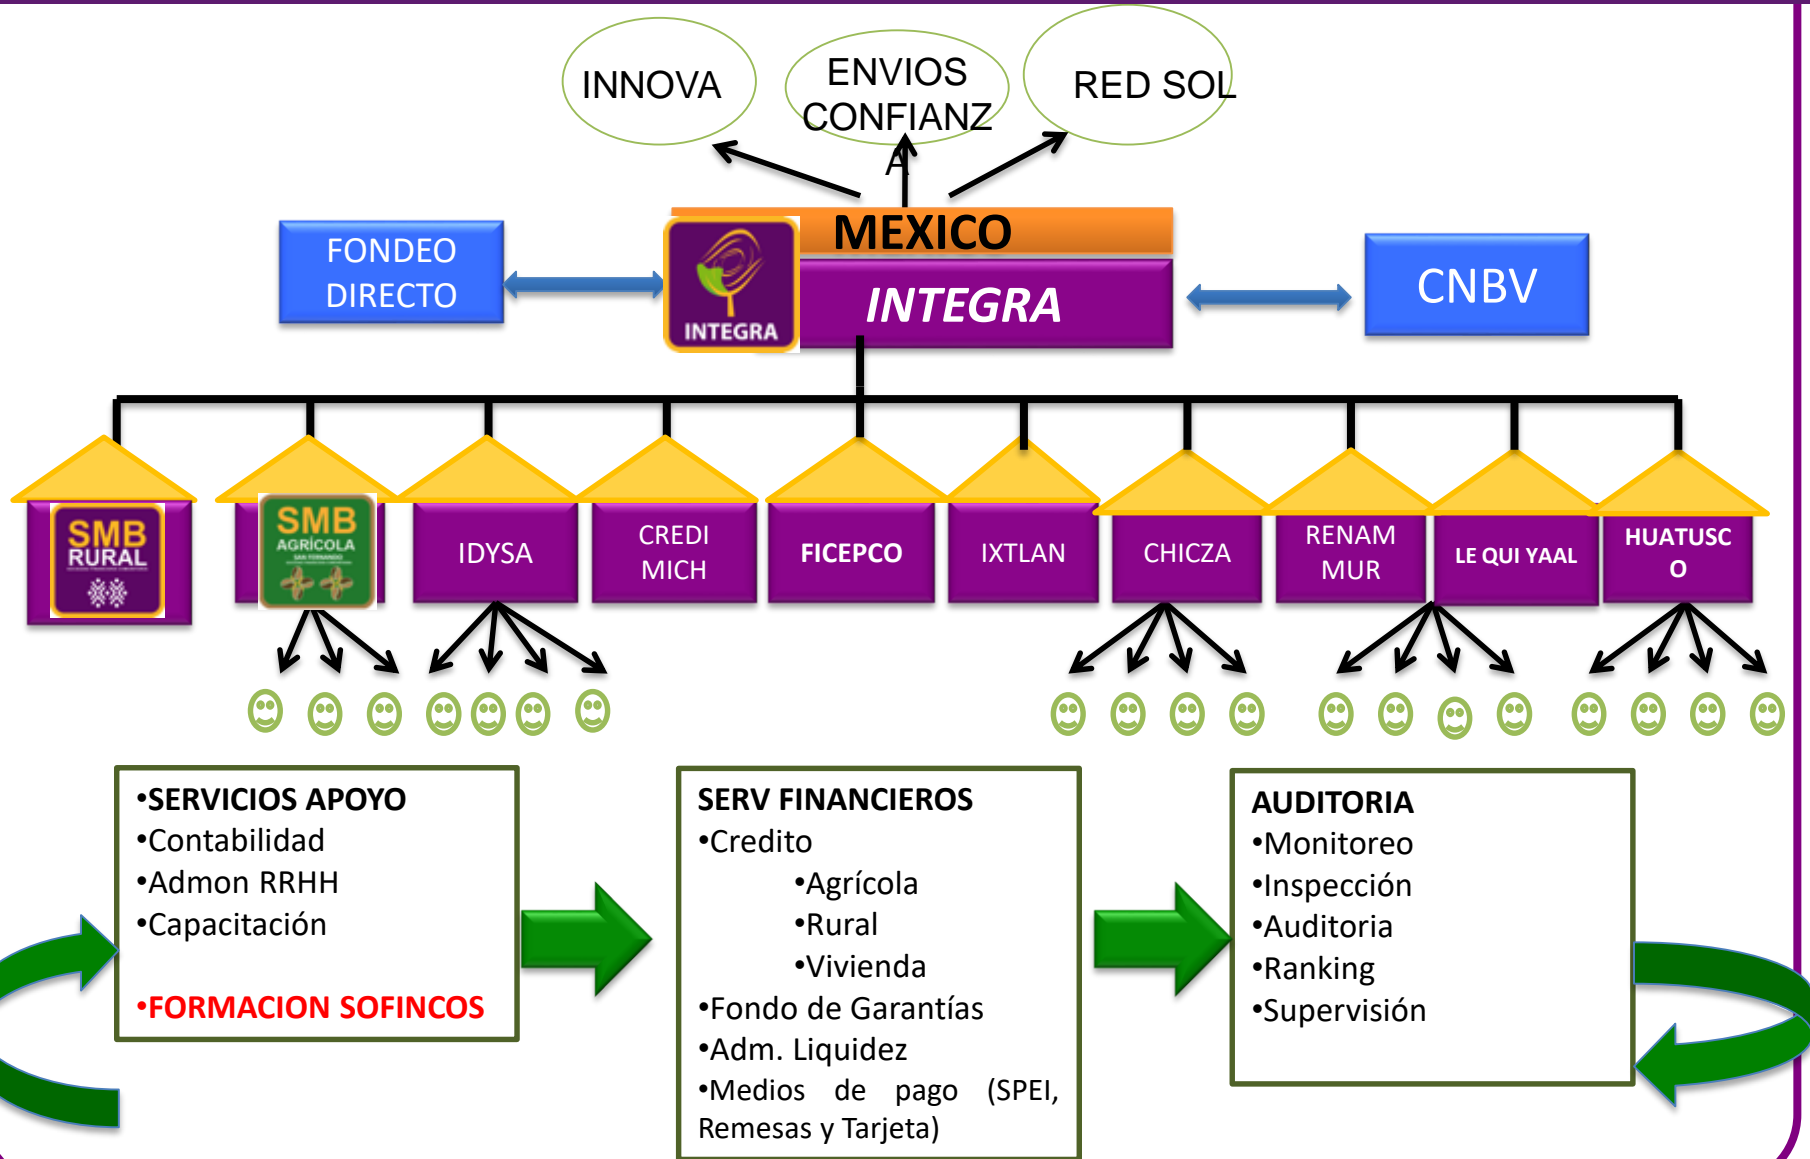 INNOVA
ENVIOS
CONFIANZ
A
RED SOL
MEXICO
FONDEO
DIRECTO
INTEGRA
INTEGRA
CNBV
SMB
RURAL
SMB
AGRÍCOLA
SAN FERNANDO
IDYSA
CREDI
MICH
FICEPCO
IXTLAN
CHICZA
RENAM
MUR
LE QUI YAAL
HUATUSC
O
•SERVICIOS APOYO
•Contabilidad
•Admon RRHH
•Capacitación
•FORMACION SOFINCOS
SERV FINANCIEROS
•Credito
•Agrícola
•Rural
•Vivienda
•Fondo de Garantías
•Adm. Liquidez
•Medios de pago (SPEI,
Remesas y Tarjeta)
AUDITORIA
•Monitoreo
•Inspección
•Auditoria
•Ranking
•Supervisión